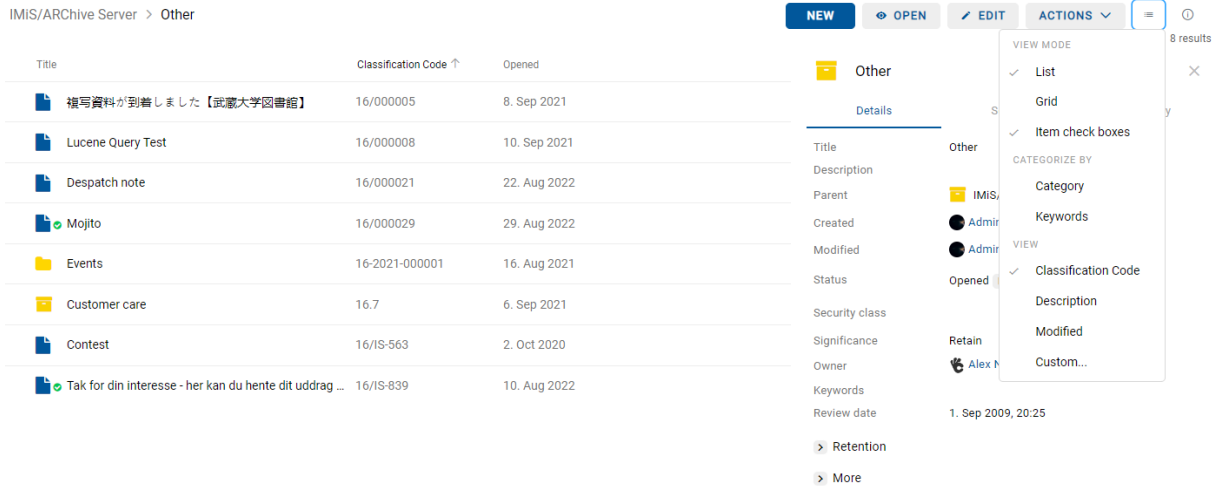 IMiS/ARChive Server > Other
NEW
OPEN
EDIT
ACTIONS
8 results
Title
Classification Code ↑
Opened
複写資料が到着しました【武蔵大学図書館】 16/000005 8. Sep 2021
Lucene Query Test 16/000008 10. Sep 2021
Despatch note 16/000021 22. Aug 2022
Mojito 16/000029 29. Aug 2022
Events 16-2021-000001 16. Aug 2021
Customer care 16.7 6. Sep 2021
Contest 16/IS-563 2. Oct 2020
Tak for din interesse - her kan du hente dit uddrag ... 16/IS-839 10. Aug 2022
Other
Details
Title Other
Description
Parent IMiS/
Created Admin
Modified Admin
Status Opened
Security class
Significance Retain
Owner Alex
Keywords
Review date 1. Sep 2009, 20:25
Retention
More
VIEW MODE
List
Grid
Item check boxes
CATEGORIZE BY
Category
Keywords
VIEW
Classification Code
Description
Modified
Custom...